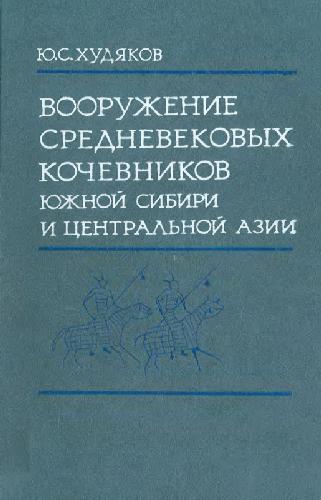 Ю.С.ХУДЯКОВ
ВООРУЖЕНИЕ
СРЕДНЕВЕКОВЫХ
КОЧЕВНИКОВ
ЮЖНОЙ СИБИРИ
И ЦЕНТРАЛЬНОЙ АЗИИ